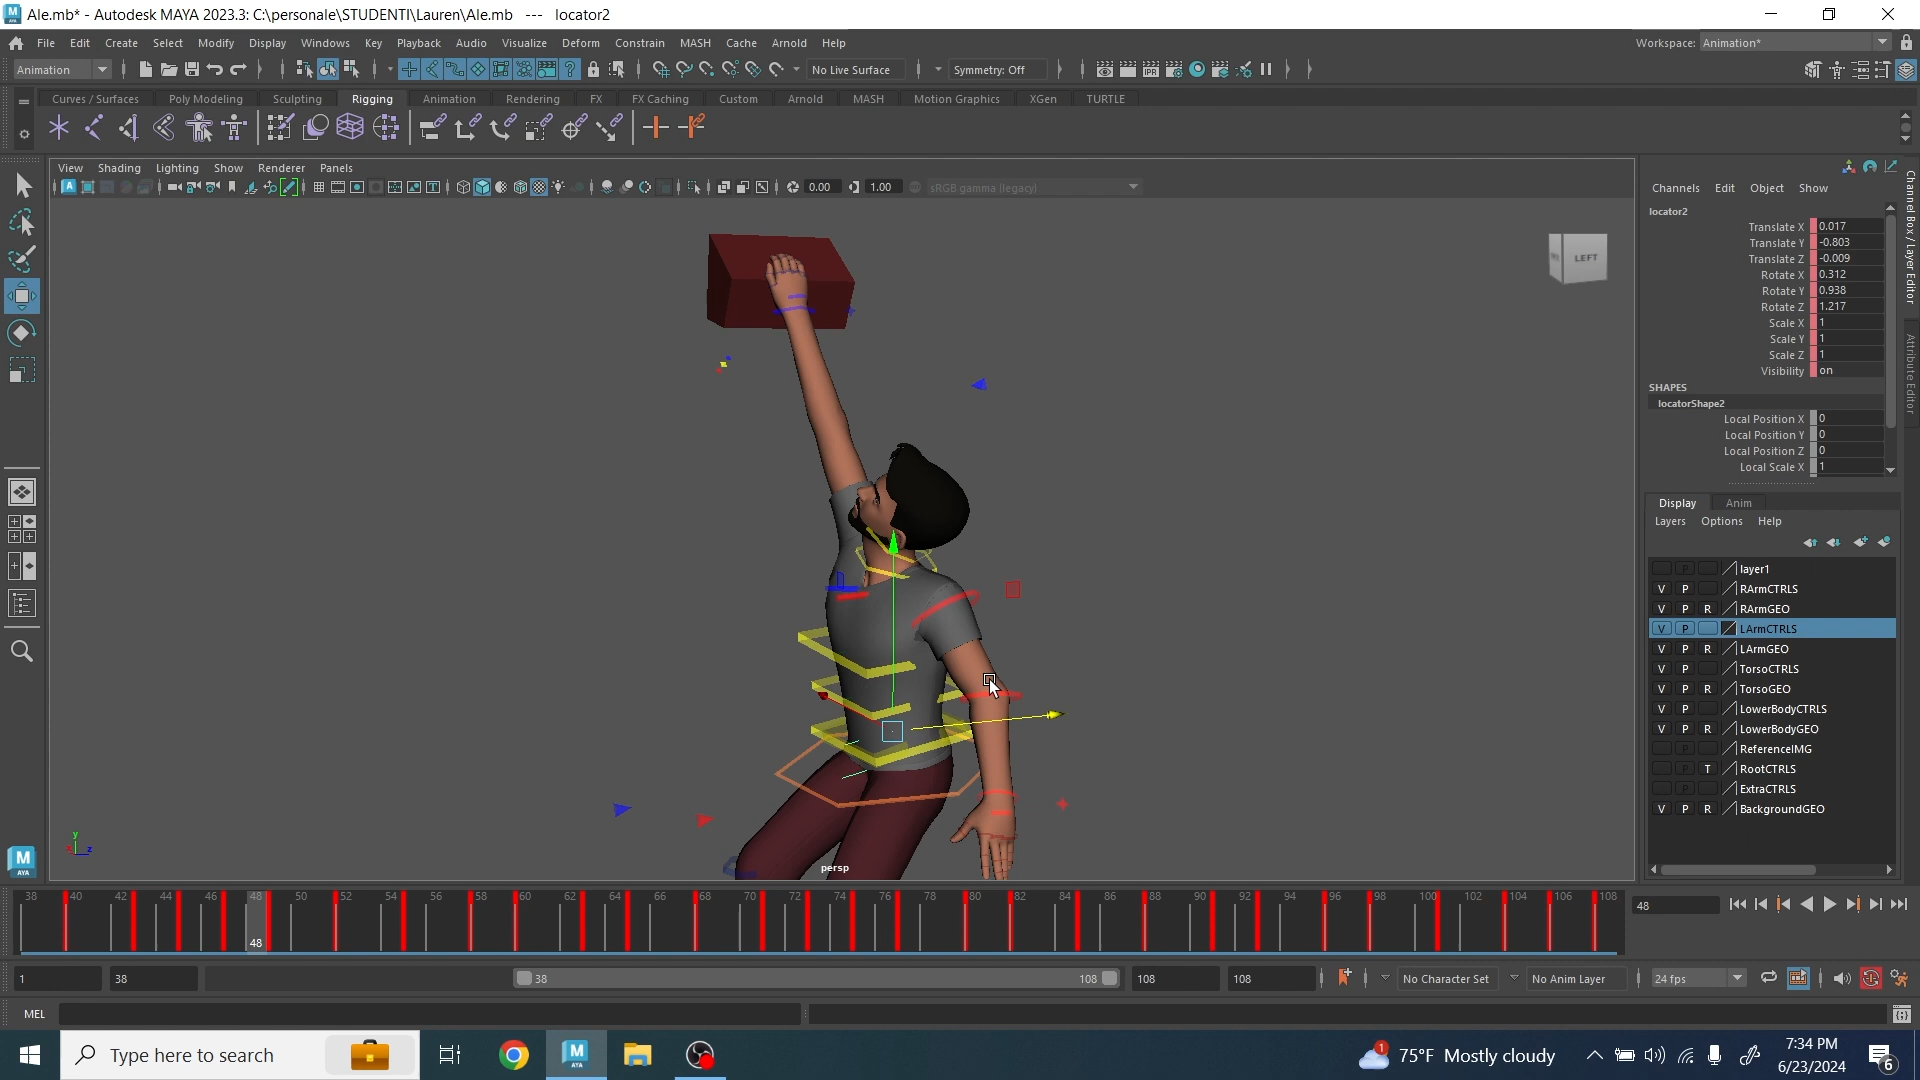 Ale.mb* - Autodesk MAYA 2023.3: C:\personale\STUDENTI\Lauren\Ale.mb --- locator2
File Edit Create Select Modify Display Windows Key Playback Audio Visualize Deform Constrain MASH Cache Arnold Help
Workspace: Animation*
Animation No Live Surface Symmetry: Off
Curves / Surfaces Poly Modeling Sculpting Rigging Animation Rendering FX FX Caching Custom Arnold MASH Motion Graphics XGen TURTLE
View Shading Lighting Show Renderer Panels
0.00 1.00 sRGB gamma (legacy)
LEFT
persp
Channels Edit Object Show
locator2
Translate X 0.017
Translate Y -0.803
Translate Z -0.009
Rotate X 0.312
Rotate Y 0.938
Rotate Z 1.217
Scale X 1
Scale Y 1
Scale Z 1
Visibility on
SHAPES
locatorShape2
Local Position X 0
Local Position Y 0
Local Position Z 0
Local Scale X 1
Channel Box / Layer Editor
Attribute Editor
Display Anim
Layers Options Help
layer1
V P RArmCTRLS
V P R RArmGEO
V P LArmCTRLS
V P R LArmGEO
V P TorsoCTRLS
V P R TorsoGEO
V P LowerBodyCTRLS
V P R LowerBodyGEO
ReferenceIMG
T RootCTRLS
ExtraCTRLS
V P R BackgroundGEO
38 40 42 44 46 48 50 52 54 56 58 60 62 64 66 68 70 72 74 76 78 80 82 84 86 88 90 92 94 96 98 100 102 104 106 108
48
48
1 38 38 108 108 108 No Character Set No Anim Layer 24 fps
MEL
Type here to search
75°F Mostly cloudy
7:34 PM
6/23/2024
6